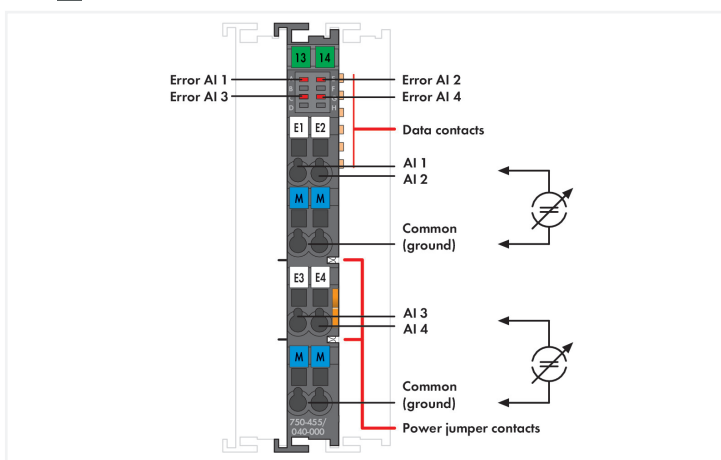 13 14
Error AI 1
Error AI 2
A E
Error AI 3
B F
Error AI 4
C G
D H
E1 E2
Data contacts
AI 1
AI 2
M M
Common
(ground)
E3 E4
AI 3
AI 4
M M
Common
(ground)
750-455/
040-000
Power jumper contacts